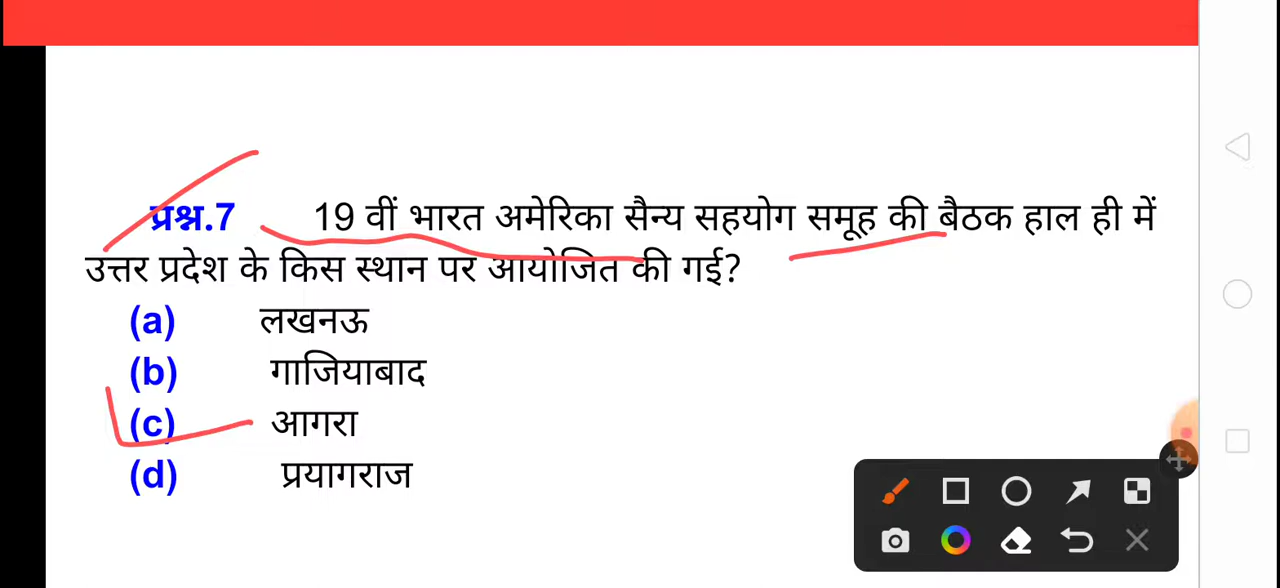 प्रश्न.7 19 वीं भारत अमेरिका सैन्य सहयोग समूह की बैठक हाल ही में
उत्तर प्रदेश के किस स्थान पर आयोजित की गई?
(a) लखनऊ
(b) गाजियाबाद
(c) आगरा
(d) प्रयागराज